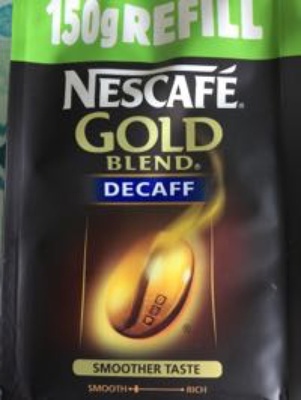 150g REFILL
NESCAFÉ®
GOLD
BLEND®
DECAFF
®
SMOOTHER TASTE
SMOOTH RICH